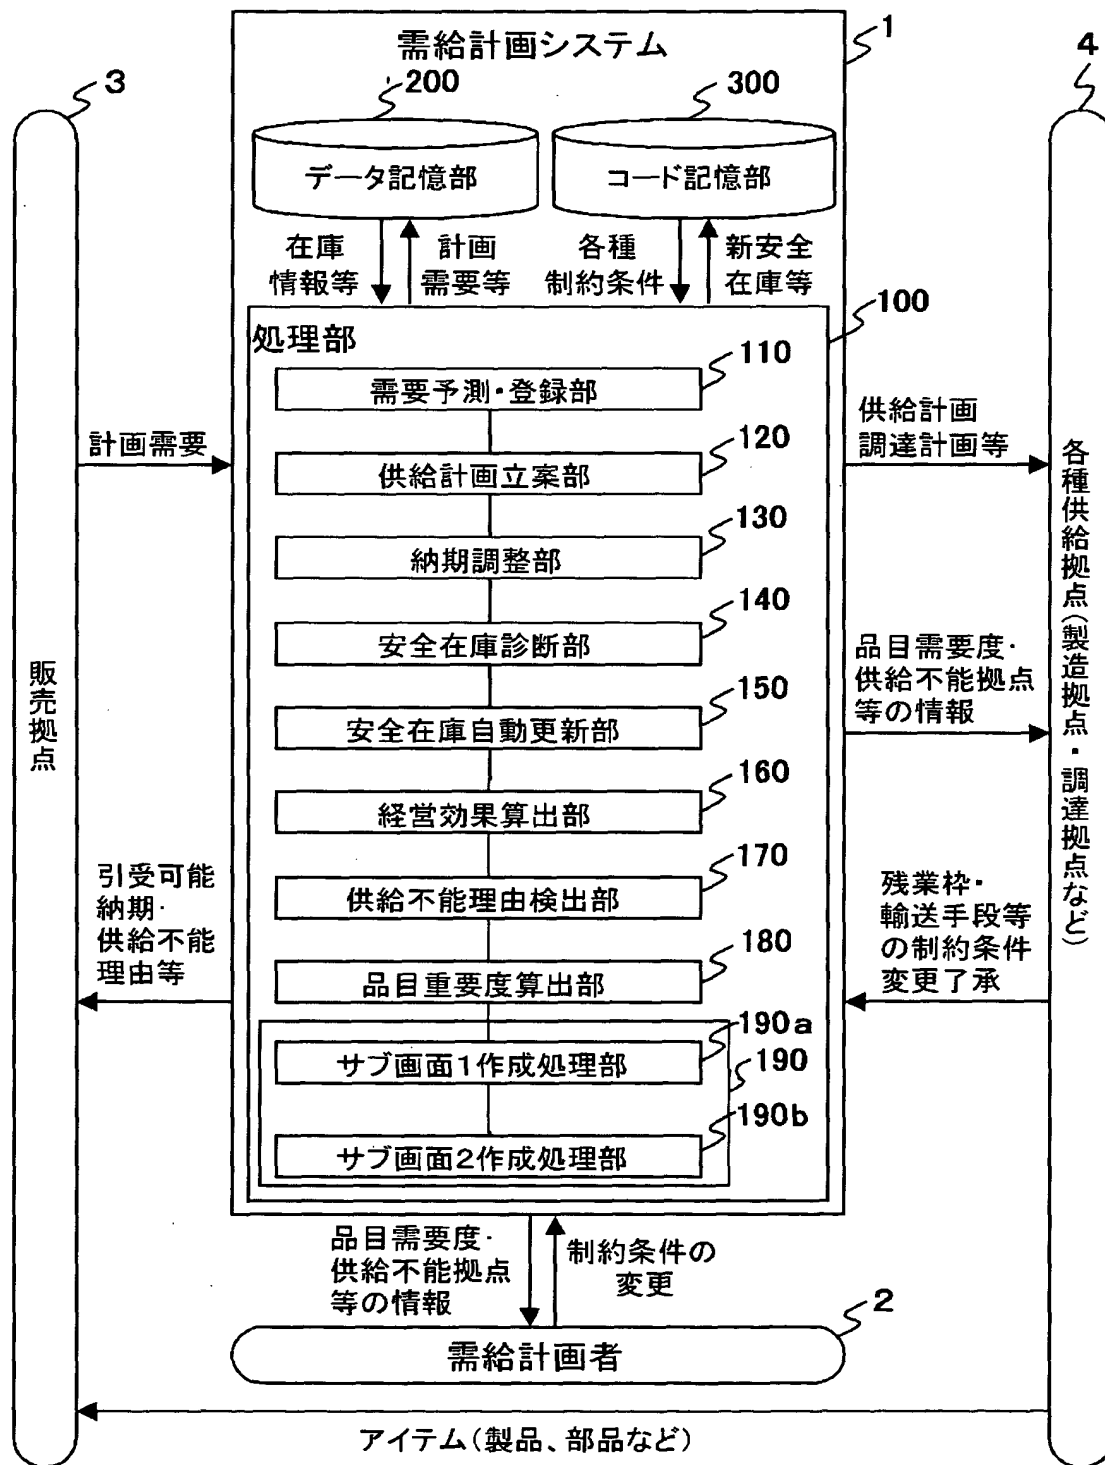 需給計画システム
1
4
3
200
300
データ記憶部
コード記憶部
在庫
情報等
計画
需要等
各種
制約条件
新安全
在庫等
100
処理部
110
需要予測・登録部
120
供給計画立案部
130
納期調整部
140
安全在庫診断部
150
安全在庫自動更新部
160
経営効果算出部
170
供給不能理由検出部
180
品目重要度算出部
190a
サブ画面1作成処理部
190
190b
サブ画面2作成処理部
計画需要
供給計画
調達計画等
品目需要度・
供給不能拠点
等の情報
引受可能
納期・
供給不能
理由等
残業枠・
輸送手段等
の制約条件
変更了承
販売拠点
各種供給拠点(製造拠点・調達拠点など)
品目需要度・
供給不能拠点
等の情報
制約条件の
変更
2
需給計画者
アイテム(製品、部品など)